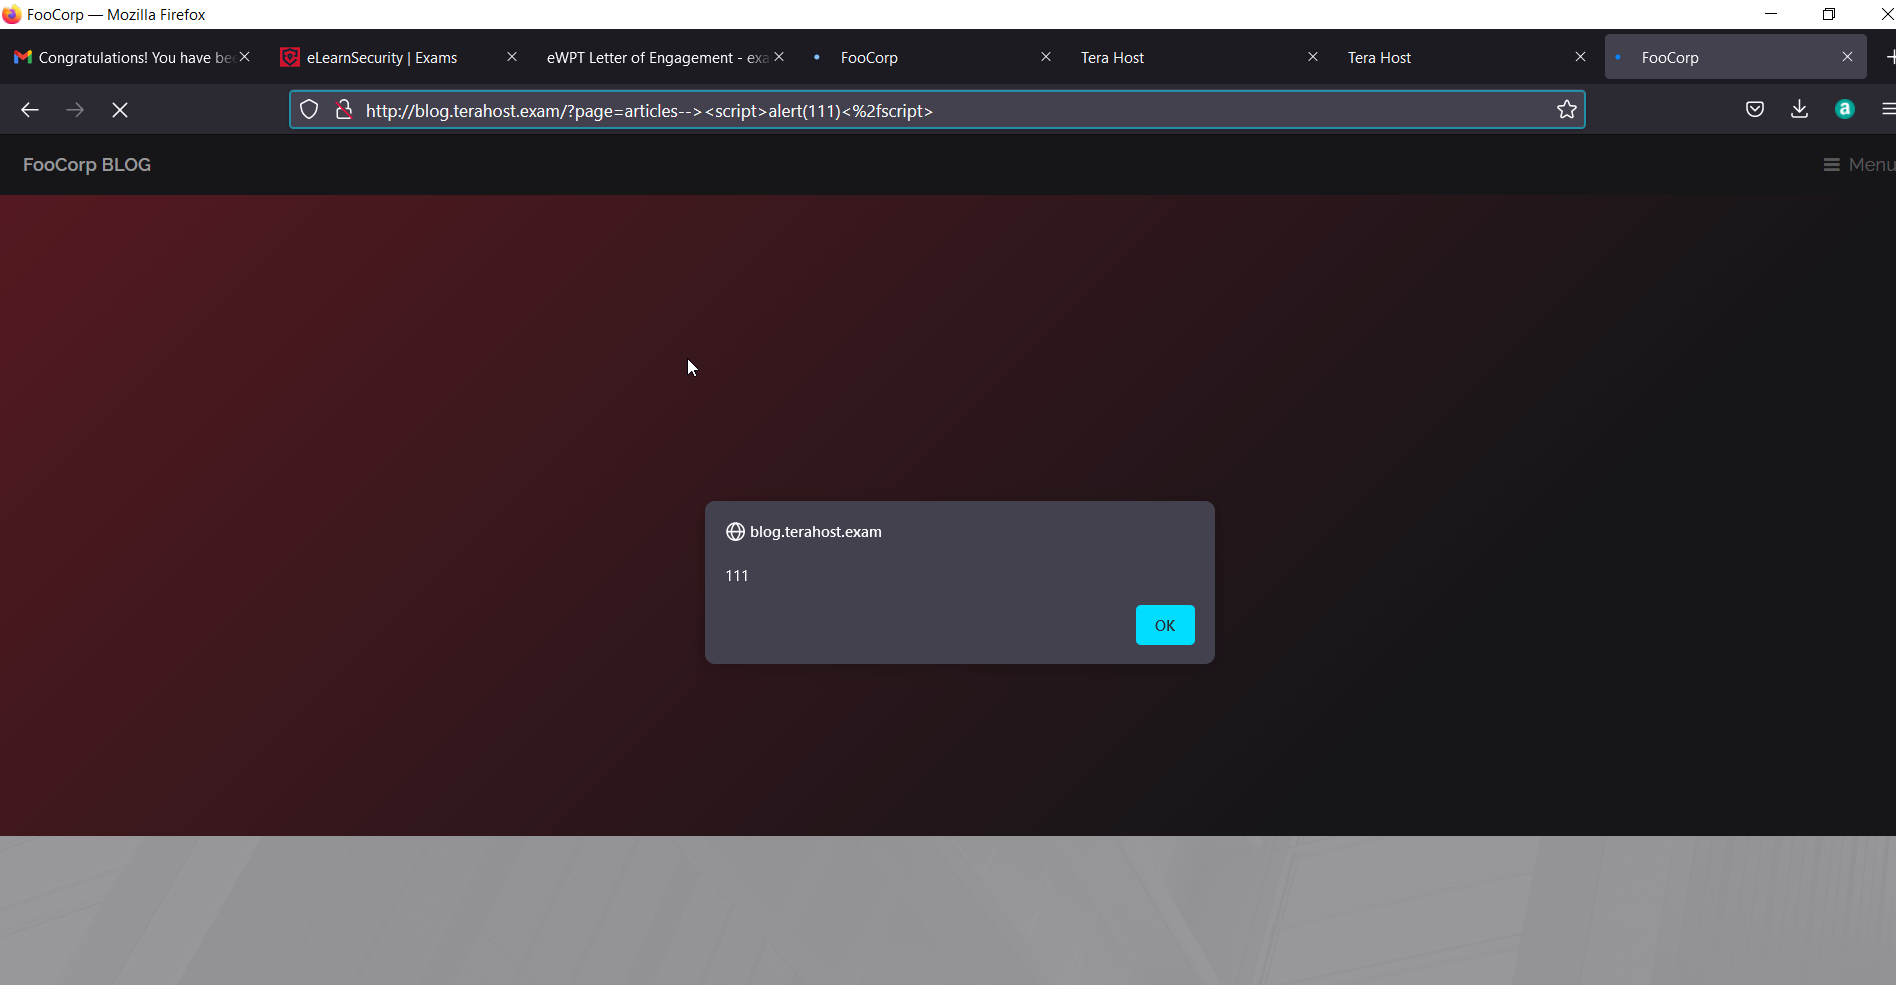 FooCorp — Mozilla Firefox
Congratulations! You have bee
eLearnSecurity | Exams
eWPT Letter of Engagement - exa
FooCorp
Tera Host
Tera Host
FooCorp
http://blog.terahost.exam/?page=articles--><script>alert(111)<%2fscript>
a
FooCorp BLOG
Menu
blog.terahost.exam
111
OK